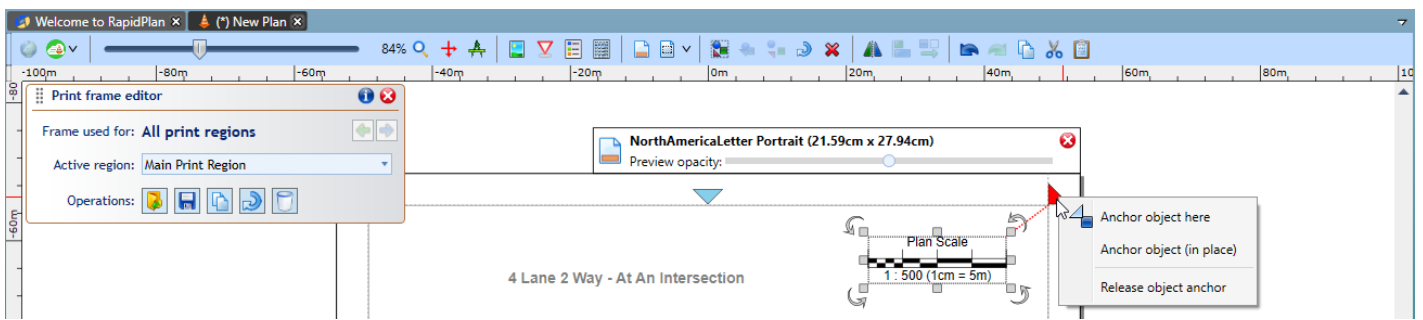 Welcome to RapidPlan
(*) New Plan
84%
-100m -80m -60m -40m -20m 0m 20m 40m 60m 80m 10
-80
-60m
Print frame editor
Frame used for: All print regions
Active region: Main Print Region
Operations:
NorthAmericaLetter Portrait (21.59cm x 27.94cm)
Preview opacity:
Plan Scale
1 : 500 (1cm = 5m)
4 Lane 2 Way - At An Intersection
Anchor object here
Anchor object (in place)
Release object anchor